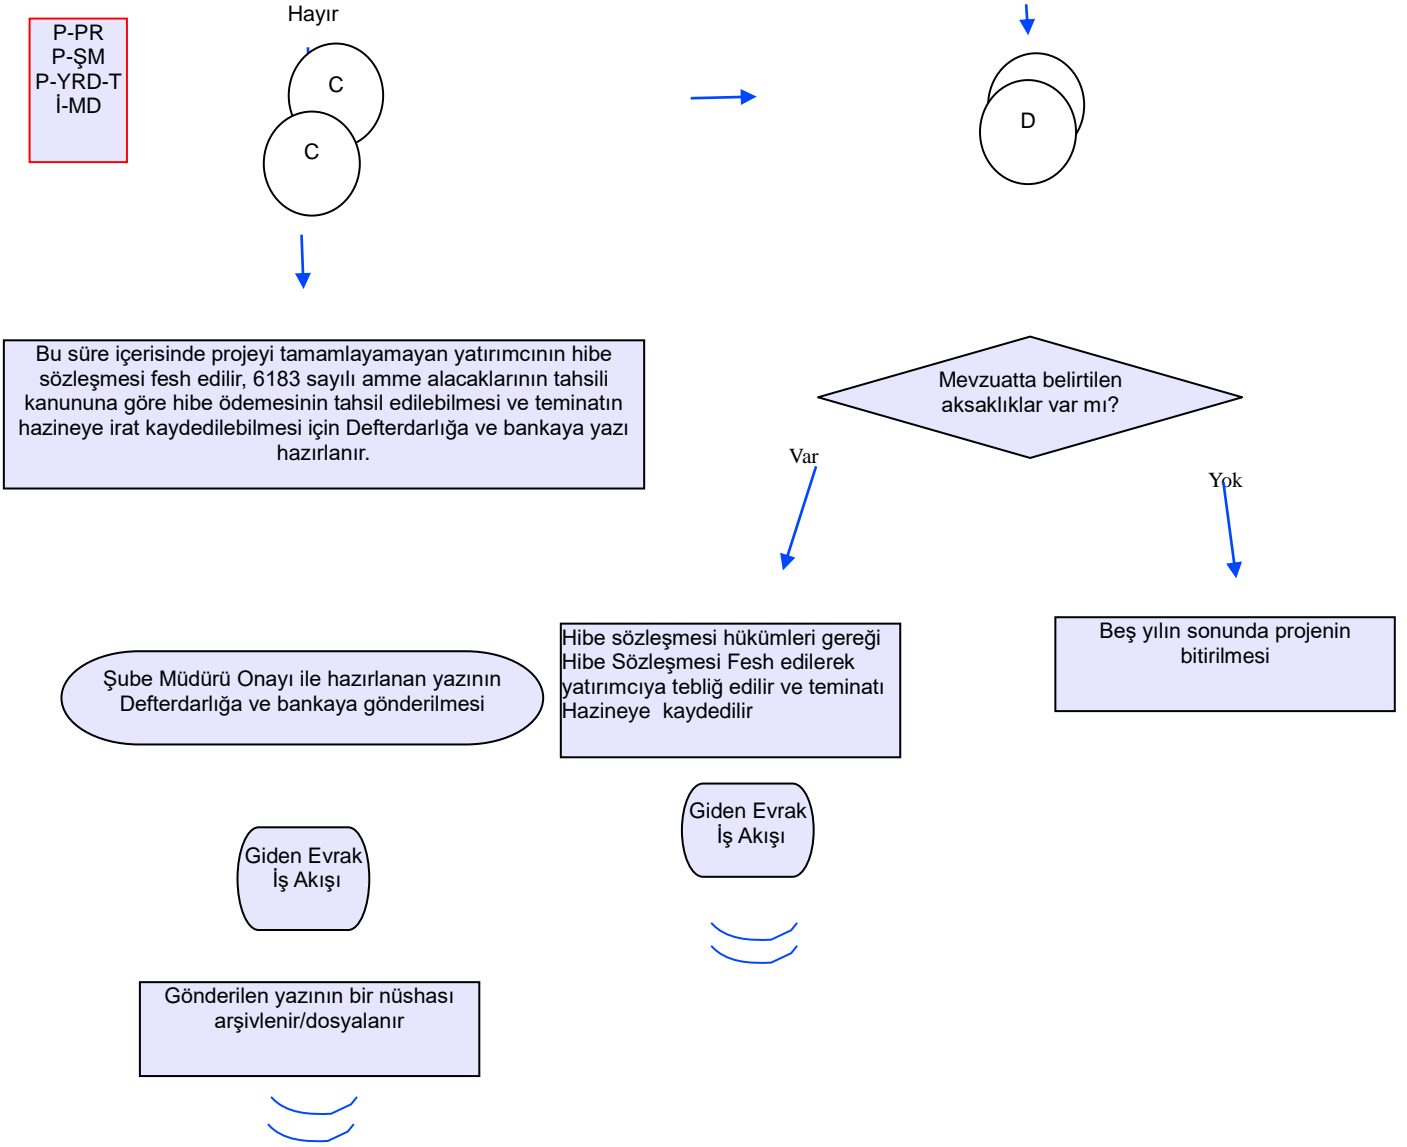 Hayır
P-PR
P-ŞM
P-YRD-T
İ-MD
C
C
D
Bu süre içerisinde projeyi tamamlayamayan yatırımcının hibe
sözleşmesi fesh edilir, 6183 sayılı amme alacaklarının tahsili
kanununa göre hibe ödemesinin tahsil edilebilmesi ve teminatın
hazineye irat kaydedilebilmesi için Defterdarlığa ve bankaya yazı
hazırlanır.
Mevzuatta belirtilen
aksaklıklar var mı?
Var
Yok
Şube Müdürü Onayı ile hazırlanan yazının
Defterdarlığa ve bankaya gönderilmesi
Hibe sözleşmesi hükümleri gereği
Hibe Sözleşmesi Fesh edilerek
yatırımcıya tebliğ edilir ve teminatı
Hazineye  kaydedilir
Beş yılın sonunda projenin
bitirilmesi
Giden Evrak
İş Akışı
Giden Evrak
İş Akışı
Gönderilen yazının bir nüshası
arşivlenir/dosyalanır